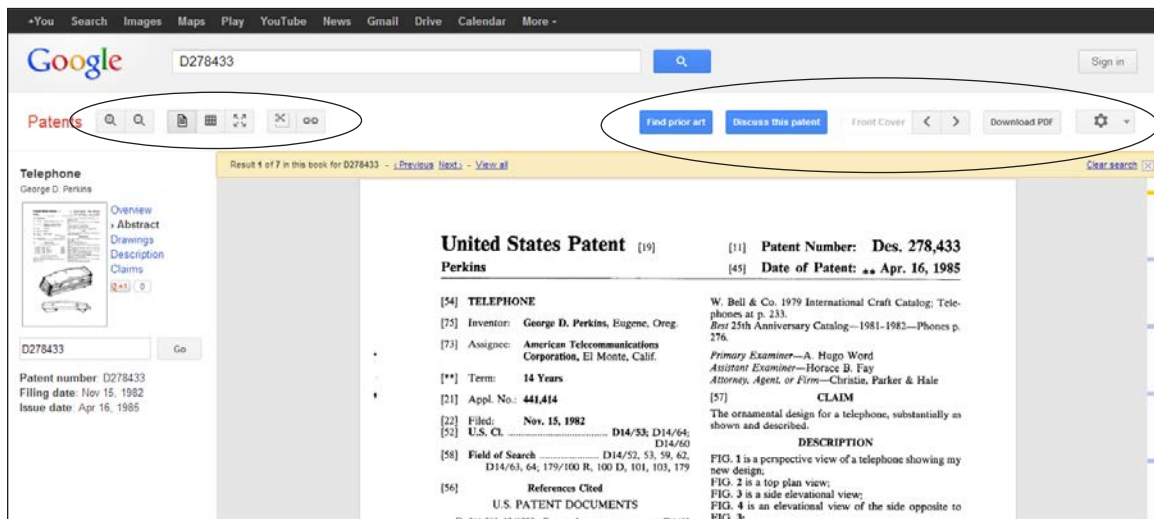 +You Search Images Maps Play YouTube News Gmail Drive Calendar More
Google
D278433
Sign in
Patents
Find prior art
Discuss this patent
Front Cover
Download PDF
Result 1 of 7 in this book for D278433 - ‹ Previous Next › - View all
Clear search
Telephone
George D. Perkins
Overview
› Abstract
Drawings
Description
Claims
+1 0
D278433
Go
Patent number: D278433
Filing date: Nov 15, 1982
Issue date: Apr 16, 1985
United States Patent [19]
Perkins
[11] Patent Number: Des. 278,433
[45] Date of Patent: ** Apr. 16, 1985
[54] TELEPHONE
[75] Inventor: George D. Perkins, Eugene, Oreg.
[73] Assignee: American Telecommunications
Corporation, El Monte, Calif.
[**] Term: 14 Years
[21] Appl. No.: 441,414
[22] Filed: Nov. 15, 1982
[52] U.S. Cl. .................... D14/53; D14/64;
D14/60
[58] Field of Search .................... D14/52, 53, 59, 62,
D14/63, 64; 179/100 R, 100 D, 101, 103, 179
[56] References Cited
U.S. PATENT DOCUMENTS
W. Bell & Co. 1979 International Craft Catalog; Tele-
phones at p. 233.
Best 25th Anniversary Catalog—1981-1982—Phones p.
276.
Primary Examiner—A. Hugo Word
Assistant Examiner—Horace B. Fay
Attorney, Agent, or Firm—Christie, Parker & Hale
[57] CLAIM
The ornamental design for a telephone, substantially as
shown and described.
DESCRIPTION
FIG. 1 is a perspective view of a telephone showing my
new design;
FIG. 2 is a top plan view;
FIG. 3 is a side elevational view;
FIG. 4 is an elevational view of the side opposite to
FIG. 3;